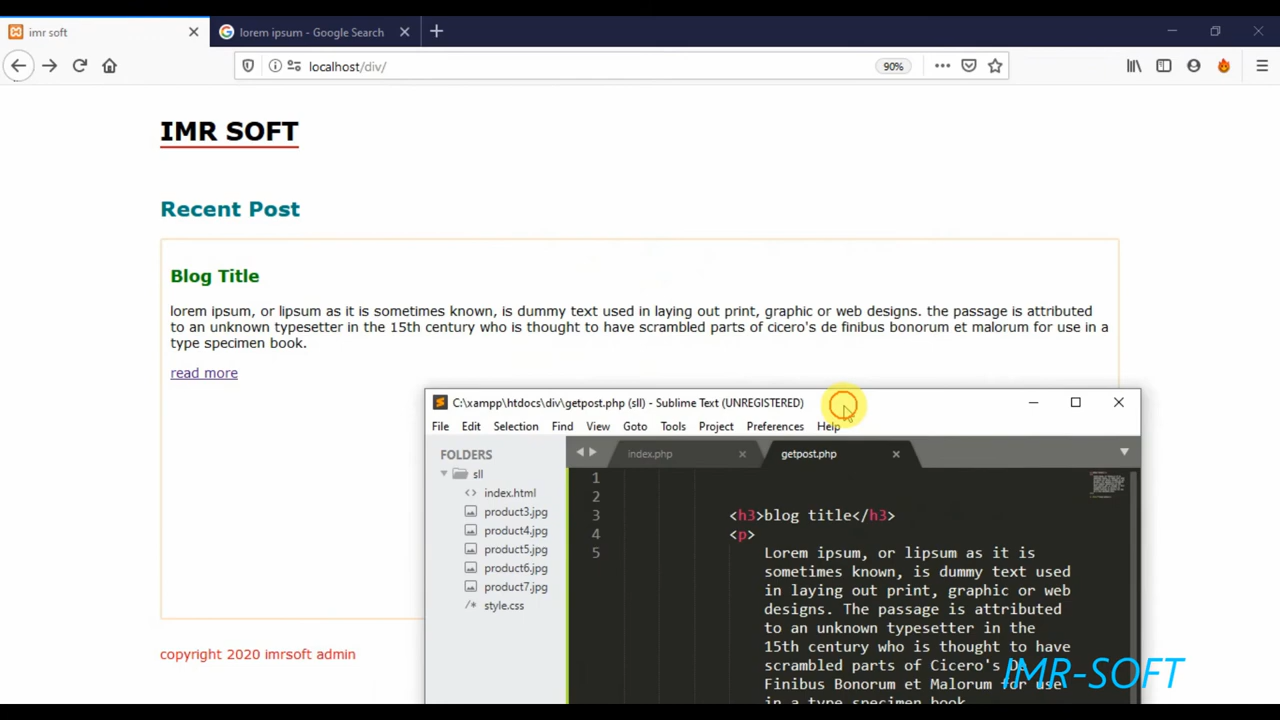 imr soft
lorem ipsum - Google Search
localhost/div/
90%
IMR SOFT
Recent Post
Blog Title
lorem ipsum, or lipsum as it is sometimes known, is dummy text used in laying out print, graphic or web designs. the passage is attributed
to an unknown typesetter in the 15th century who is thought to have scrambled parts of cicero's de finibus bonorum et malorum for use in a
type specimen book.
read more
copyright 2020 imrsoft admin
C:\xampp\htdocs\div\getpost.php (sll) - Sublime Text (UNREGISTERED)
File Edit Selection Find View Goto Tools Project Preferences Help
FOLDERS
sll
index.html
product3.jpg
product4.jpg
product5.jpg
product6.jpg
product7.jpg
/* style.css
index.php
getpost.php
1
2
3 <h3>blog title</h3>
4 <p>
5 Lorem ipsum, or lipsum as it is
sometimes known, is dummy text used
in laying out print, graphic or web
designs. The passage is attributed
to an unknown typesetter in the
15th century who is thought to have
scrambled parts of Cicero's De
Finibus Bonorum et Malorum for use
in a type specimen book.
IMR-SOFT